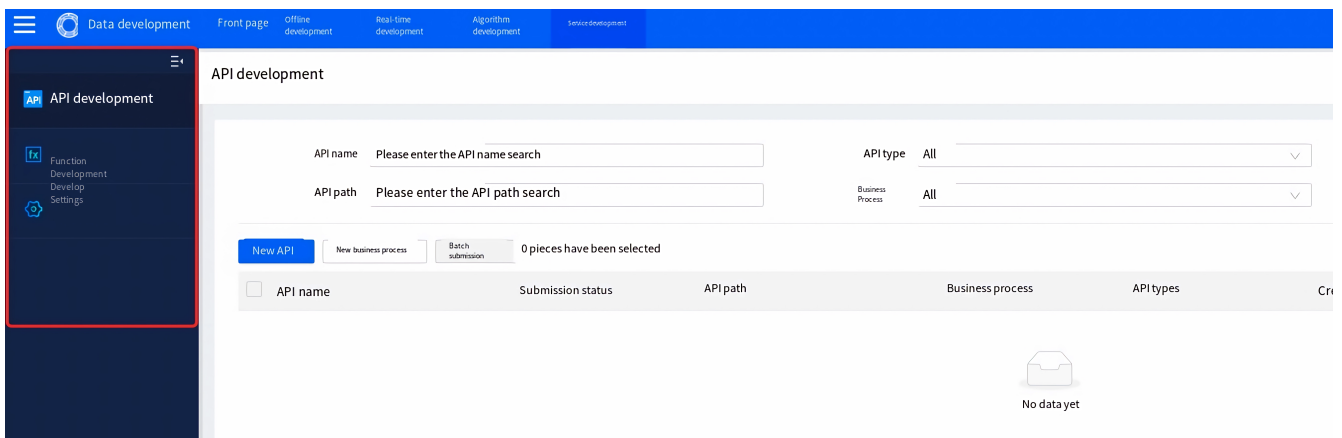 Data development
Front page
Offline
development
Real-time
development
Algorithm
development
Service development
API development
API API development
fx
Function
Development
Develop
Settings
API name
Please enter the API name search
API type
All
API path
Please enter the API path search
Business
Process
All
New API
New business process
Batch
submission
0 pieces have been selected
API name
Submission status
API path
Business process
API types
Cre
No data yet